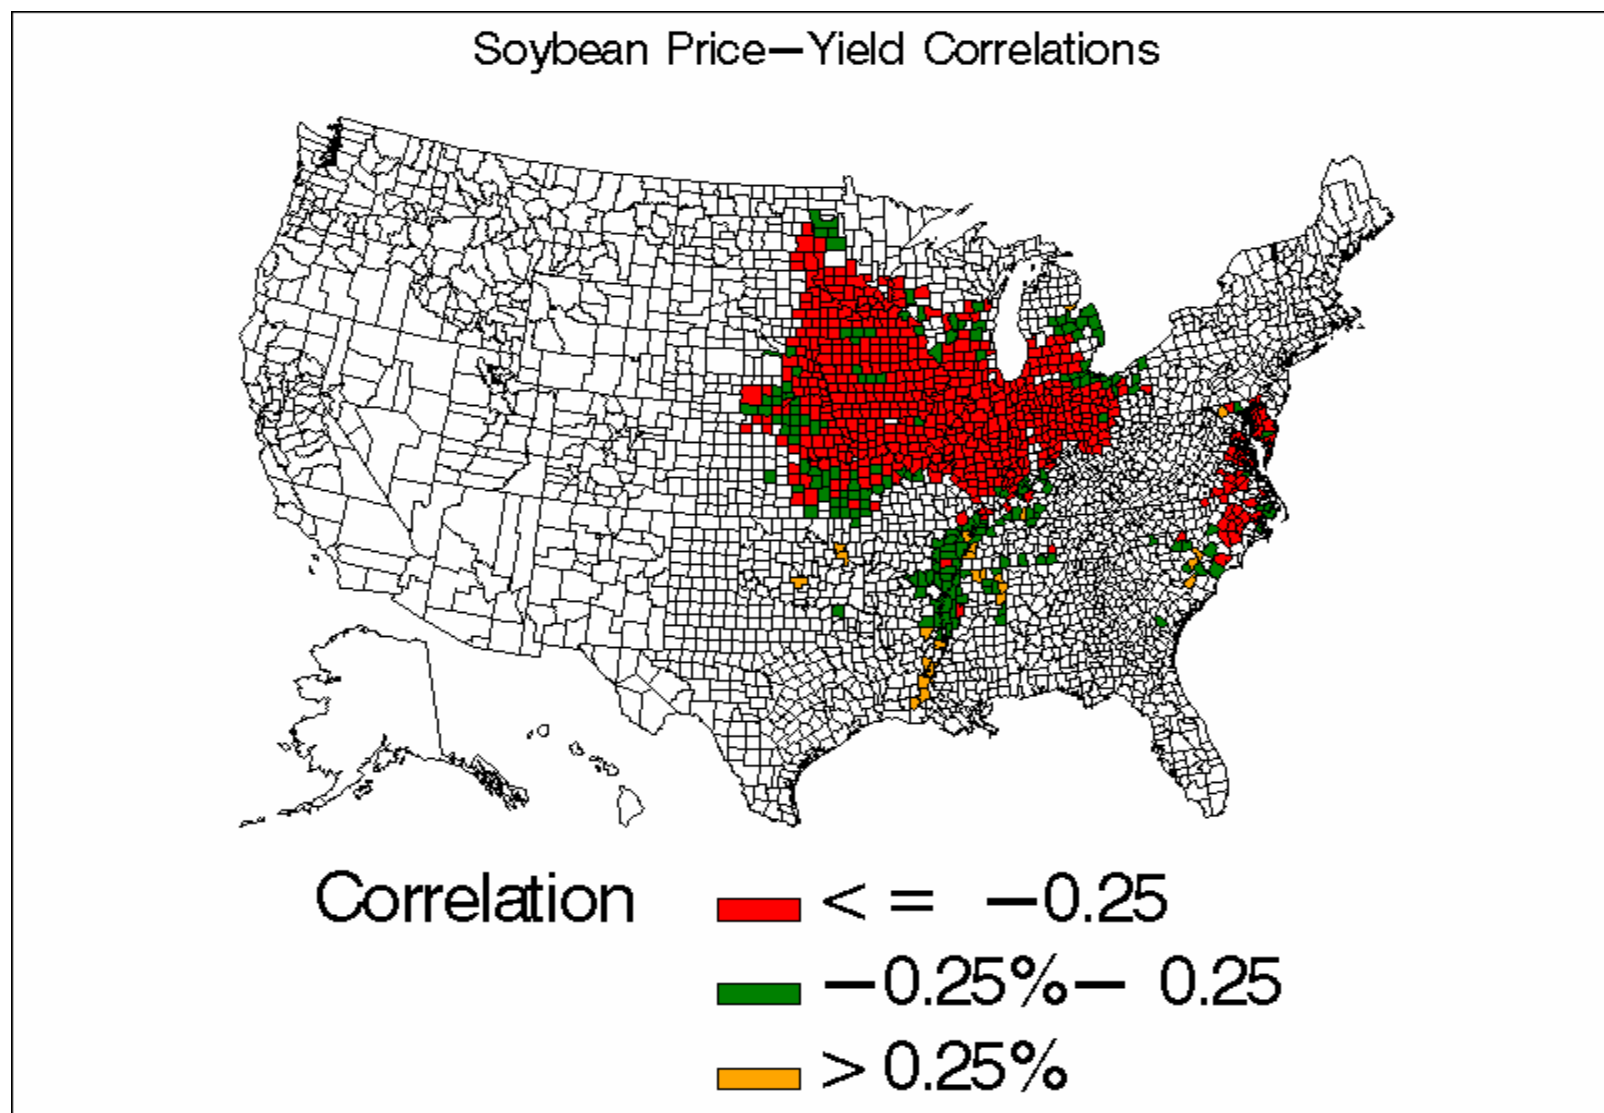 Soybean Price—Yield Correlations
Correlation
< = —0.25
—0.25%— 0.25
> 0.25%